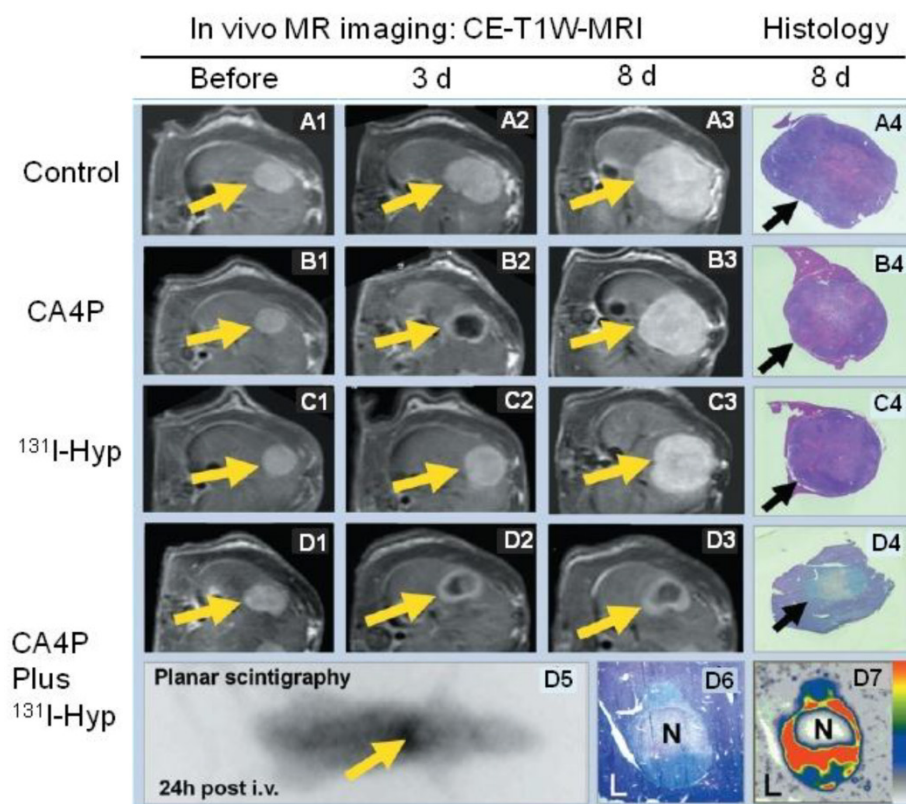 In vivo MR imaging: CE-T1W-MRI Histology
Before 3 d 8 d 8 d
Control A1 A2 A3 A4
CA4P B1 B2 B3 B4
¹³¹I-Hyp C1 C2 C3 C4
D1 D2 D3 D4
CA4P
Plus
¹³¹I-Hyp
Planar scintigraphy D5 D6 D7
N N
24h post i.v. L L